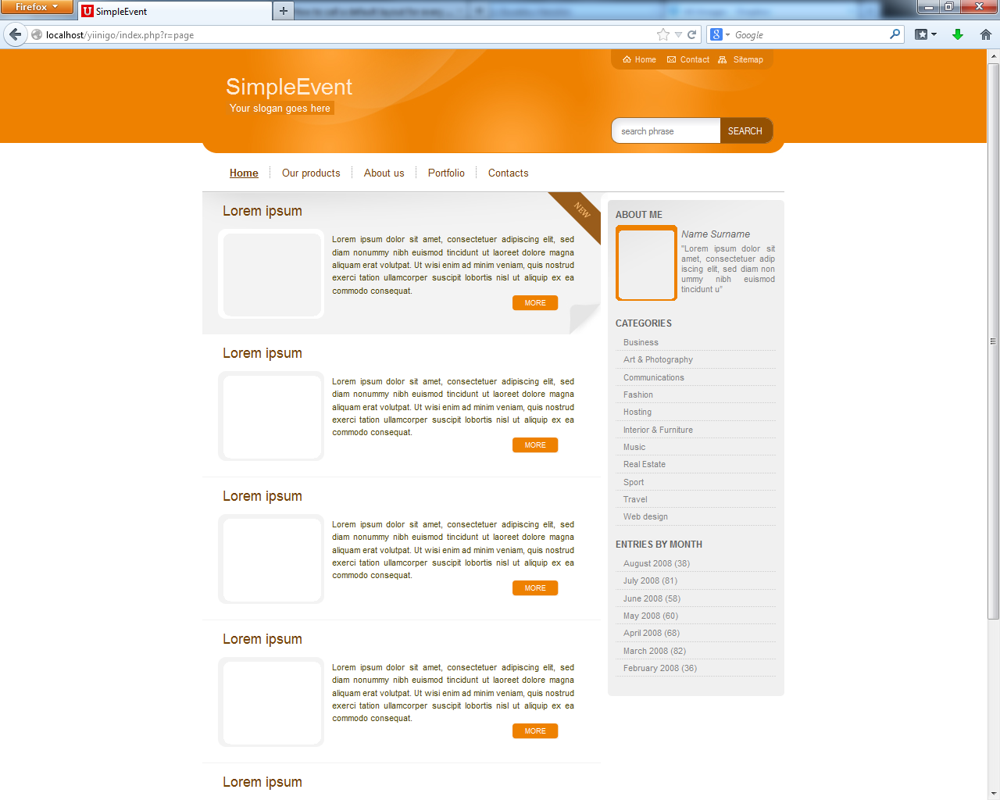 Firefox
SimpleEvent
localhost/yiinigo/index.php?r=page
Google
Home
Contact
Sitemap
SimpleEvent
Your slogan goes here
search phrase
SEARCH
Home
Our products
About us
Portfolio
Contacts
Lorem ipsum
NEW
Lorem ipsum dolor sit amet, consectetuer adipiscing elit, sed
diam nonummy nibh euismod tincidunt ut laoreet dolore magna
aliquam erat volutpat. Ut wisi enim ad minim veniam, quis nostrud
exerci tation ullamcorper suscipit lobortis nisl ut aliquip ex ea
commodo consequat.
MORE
Lorem ipsum
Lorem ipsum dolor sit amet, consectetuer adipiscing elit, sed
diam nonummy nibh euismod tincidunt ut laoreet dolore magna
aliquam erat volutpat. Ut wisi enim ad minim veniam, quis nostrud
exerci tation ullamcorper suscipit lobortis nisl ut aliquip ex ea
commodo consequat.
MORE
Lorem ipsum
Lorem ipsum dolor sit amet, consectetuer adipiscing elit, sed
diam nonummy nibh euismod tincidunt ut laoreet dolore magna
aliquam erat volutpat. Ut wisi enim ad minim veniam, quis nostrud
exerci tation ullamcorper suscipit lobortis nisl ut aliquip ex ea
commodo consequat.
MORE
Lorem ipsum
Lorem ipsum dolor sit amet, consectetuer adipiscing elit, sed
diam nonummy nibh euismod tincidunt ut laoreet dolore magna
aliquam erat volutpat. Ut wisi enim ad minim veniam, quis nostrud
exerci tation ullamcorper suscipit lobortis nisl ut aliquip ex ea
commodo consequat.
MORE
Lorem ipsum
ABOUT ME
Name Surname
"Lorem ipsum dolor sit
amet, consectetuer adip
iscing elit, sed diam non
ummy nibh euismod
tincidunt u"
CATEGORIES
Business
Art & Photography
Communications
Fashion
Hosting
Interior & Furniture
Music
Real Estate
Sport
Travel
Web design
ENTRIES BY MONTH
August 2008 (38)
July 2008 (81)
June 2008 (58)
May 2008 (60)
April 2008 (68)
March 2008 (82)
February 2008 (36)